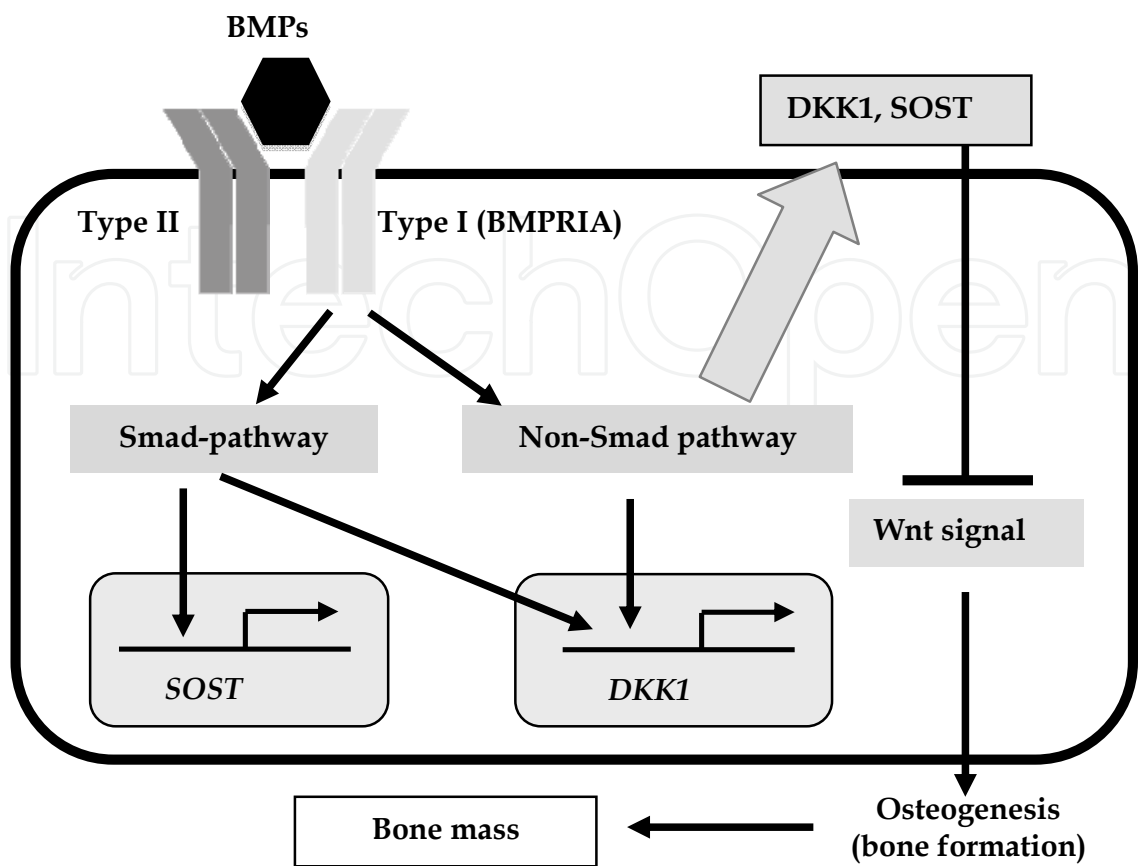 BMPs
DKK1, SOST
Type II
Type I (BMPRIA)
IntechOpen
Smad-pathway
Non-Smad pathway
Wnt signal
SOST
DKK1
Bone mass
Osteogenesis
(bone formation)